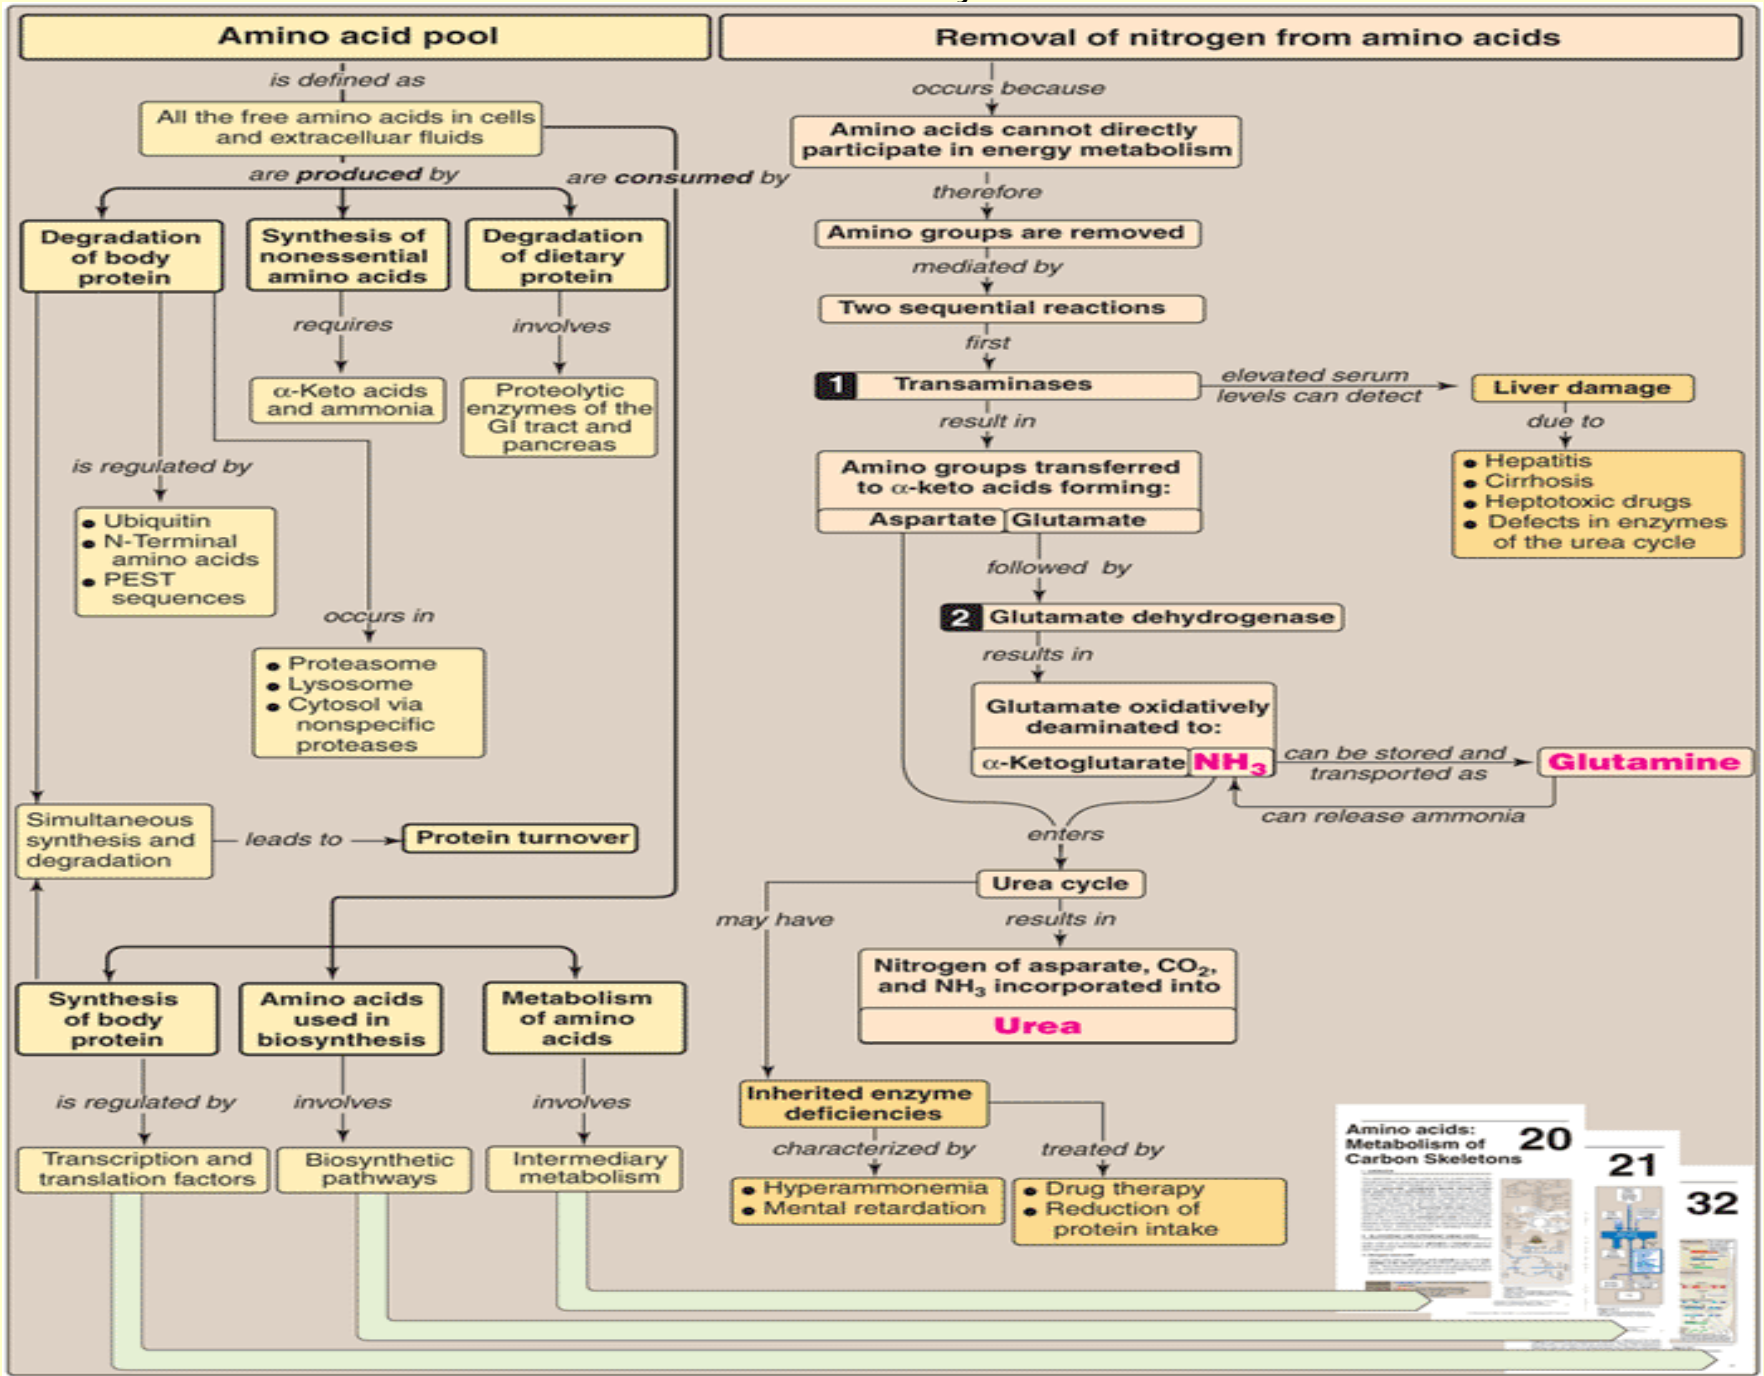 Amino acid pool
is defined as
All the free amino acids in cells
and extracelluar fluids
are produced by
are consumed by
Degradation
of body
protein
Synthesis of
nonessential
amino acids
Degradation
of dietary
protein
requires
involves
α-Keto acids
and ammonia
Proteolytic
enzymes of the
GI tract and
pancreas
is regulated by
• Ubiquitin
• N-Terminal
amino acids
• PEST
sequences
occurs in
• Proteasome
• Lysosome
• Cytosol via
nonspecific
proteases
Simultaneous
synthesis and
degradation
leads to
Protein turnover
Synthesis
of body
protein
Amino acids
used in
biosynthesis
Metabolism
of amino
acids
is regulated by
involves
involves
Transcription and
translation factors
Biosynthetic
pathways
Intermediary
metabolism
Removal of nitrogen from amino acids
occurs because
Amino acids cannot directly
participate in energy metabolism
therefore
Amino groups are removed
mediated by
Two sequential reactions
first
1 Transaminases
elevated serum
levels can detect
Liver damage
due to
• Hepatitis
• Cirrhosis
• Heptotoxic drugs
• Defects in enzymes
of the urea cycle
result in
Amino groups transferred
to α-keto acids forming:
Aspartate Glutamate
followed by
2 Glutamate dehydrogenase
results in
Glutamate oxidatively
deaminated to:
α-Ketoglutarate NH₃
can be stored and
transported as
Glutamine
can release ammonia
enters
Urea cycle
may have
results in
Nitrogen of asparate, CO₂,
and NH₃ incorporated into
Urea
Inherited enzyme
deficiencies
characterized by
treated by
• Hyperammonemia
• Mental retardation
• Drug therapy
• Reduction of
protein intake
Amino acids:
Metabolism of
Carbon Skeletons
20
21
32